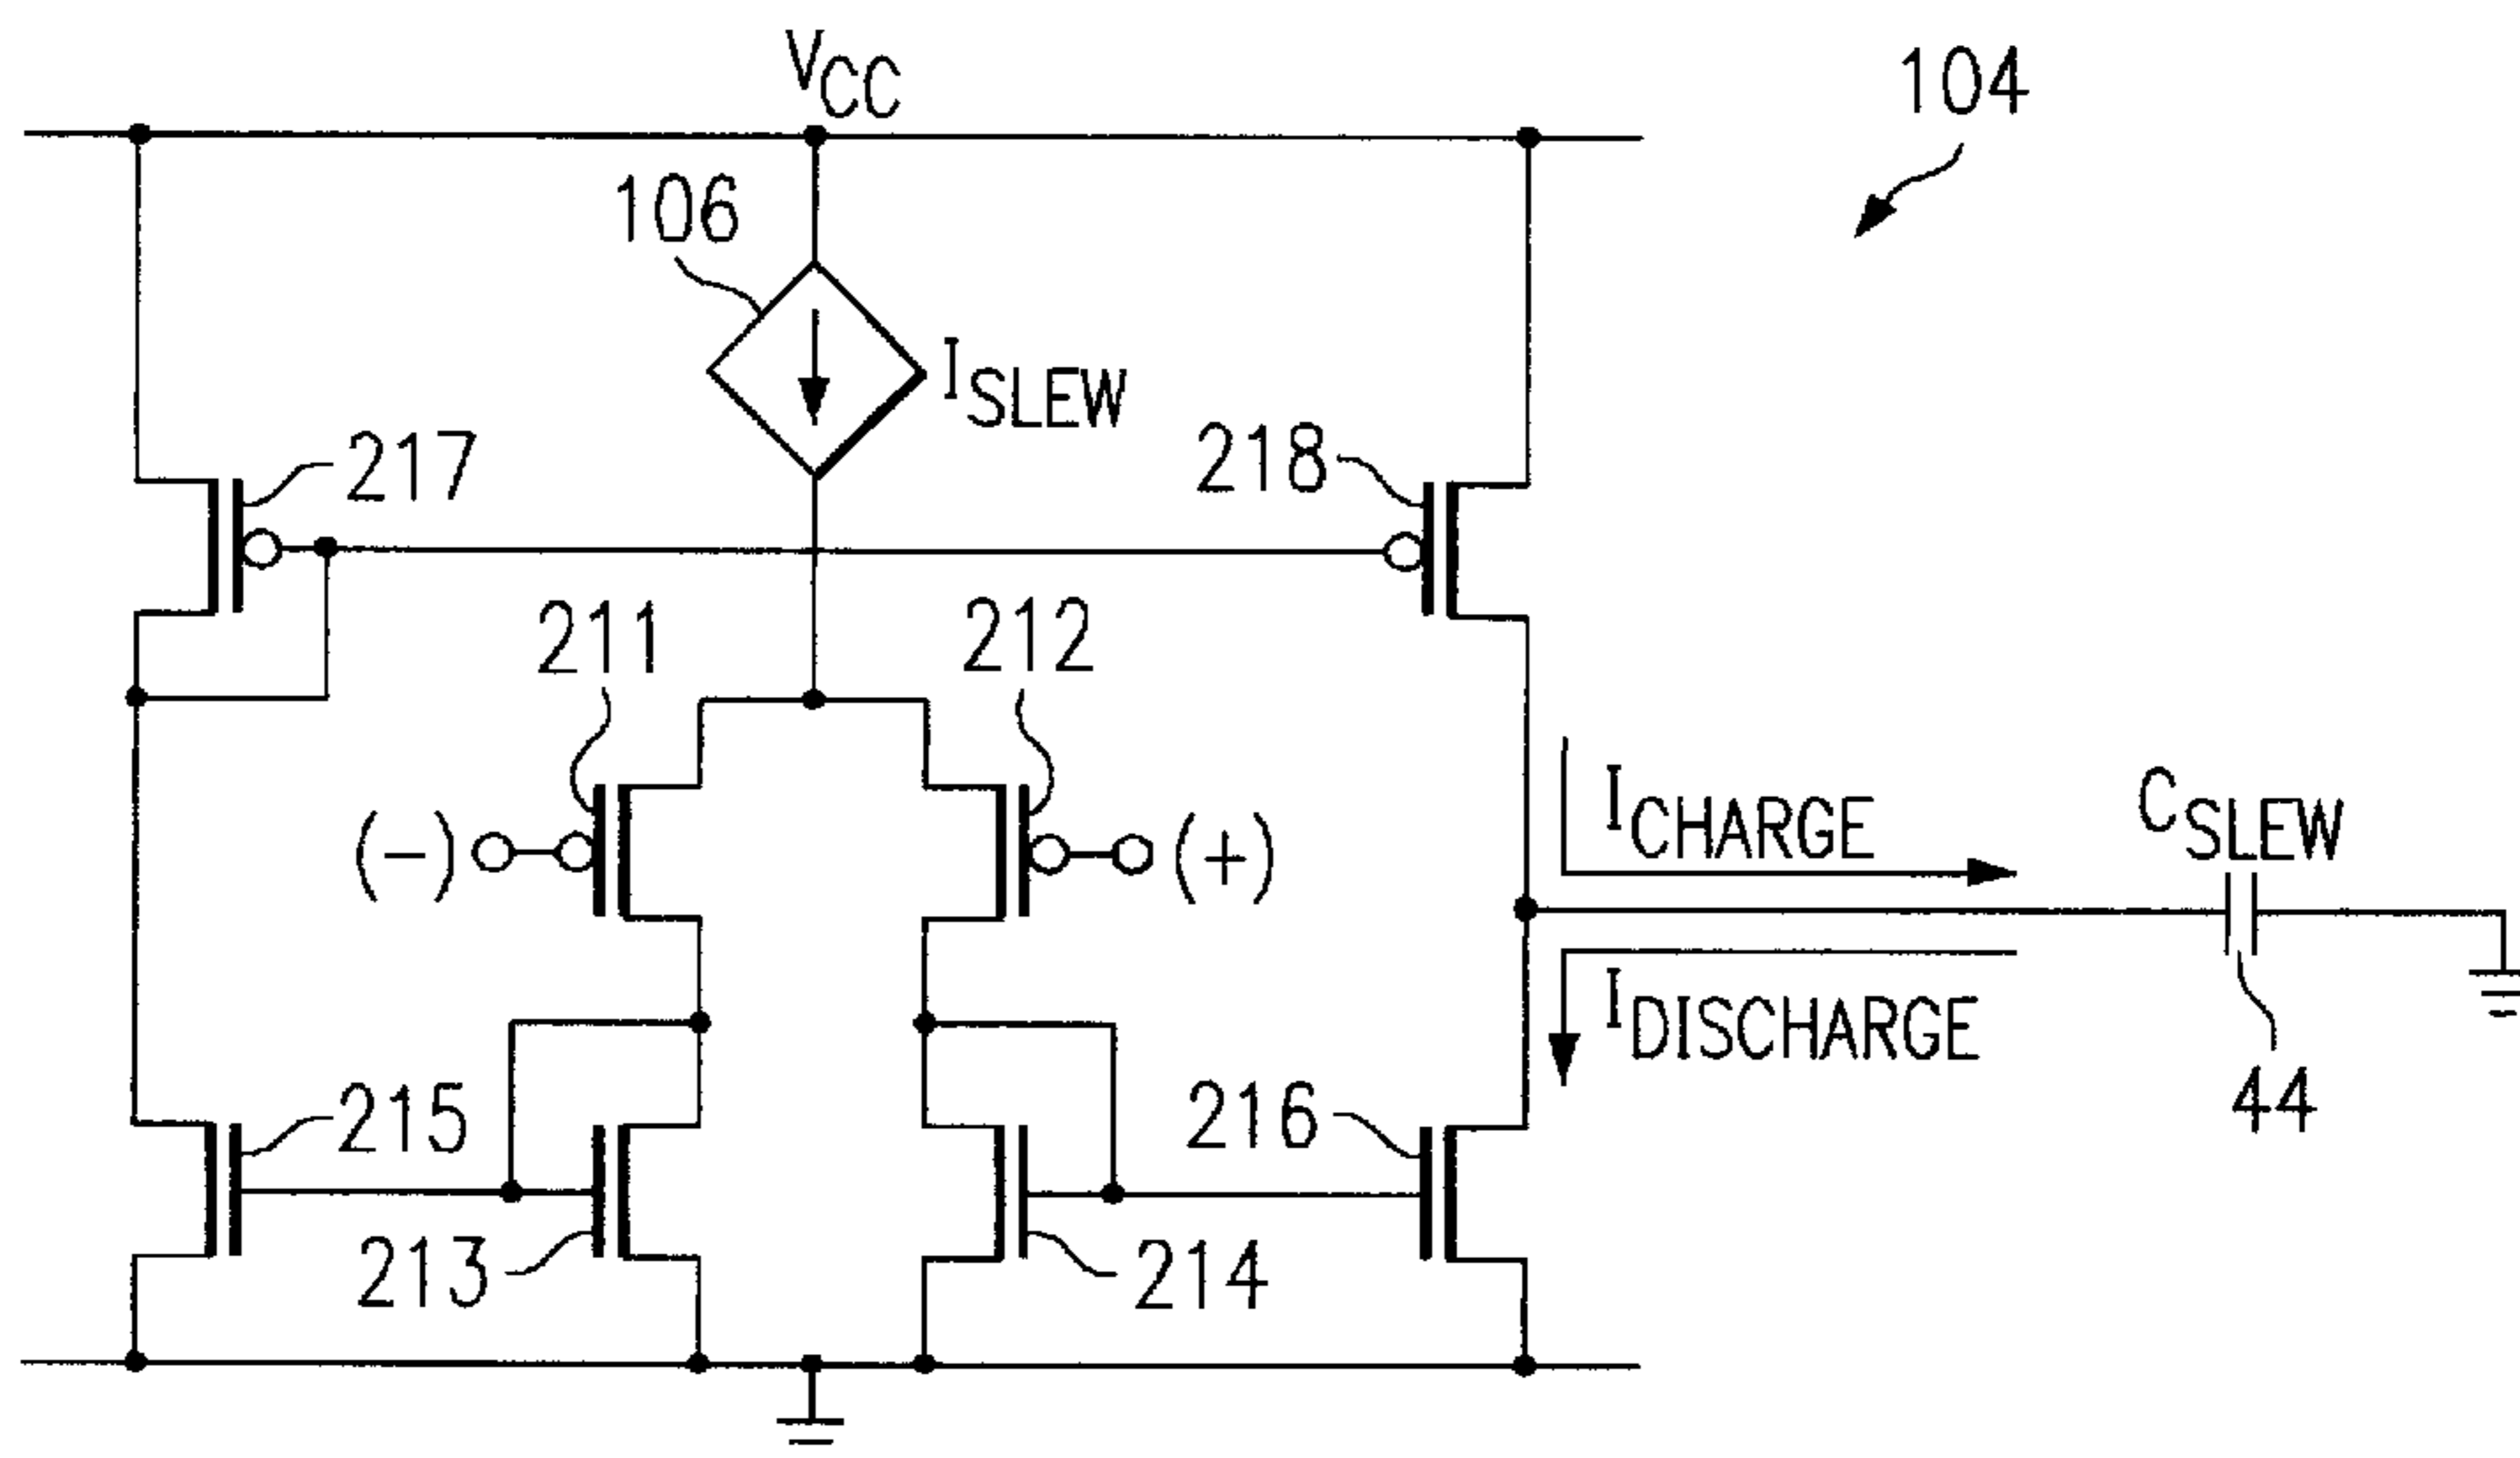 VCC
104
106
ISLEW
217
218
211
212
(-)
(+)
ICHARGE
CSLEW
IDISCHARGE
44
215
216
213
214